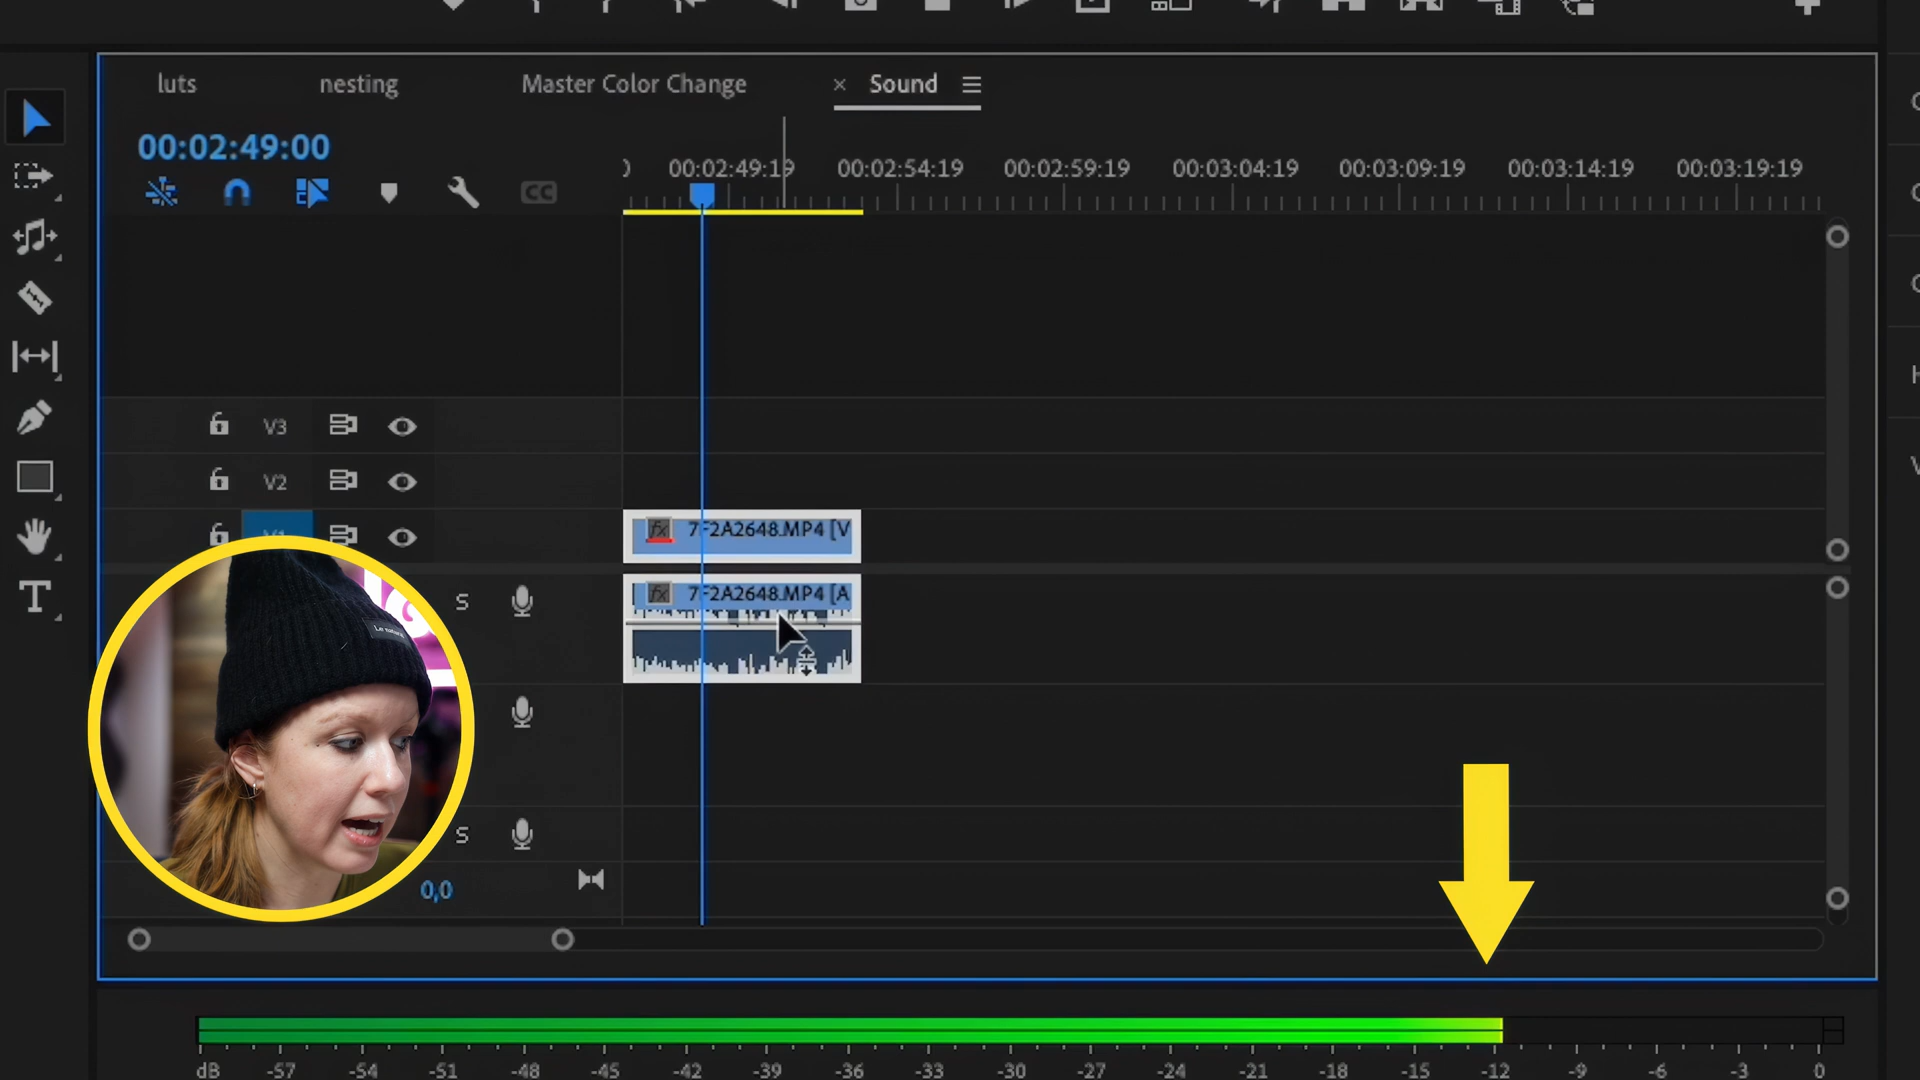 luts nesting Master Color Change × Sound
00:02:49:00
00:02:49:19 00:02:54:19 00:02:59:19 00:03:04:19 00:03:09:19 00:03:14:19 00:03:19:19
CC
V3
V2
7F2A2648.MP4 [V
S 7F2A2648.MP4 [A
T
S
0,0
dB -57 -54 -51 -48 -45 -42 -39 -36 -33 -30 -27 -24 -21 -18 -15 -12 -9 -6 -3 0